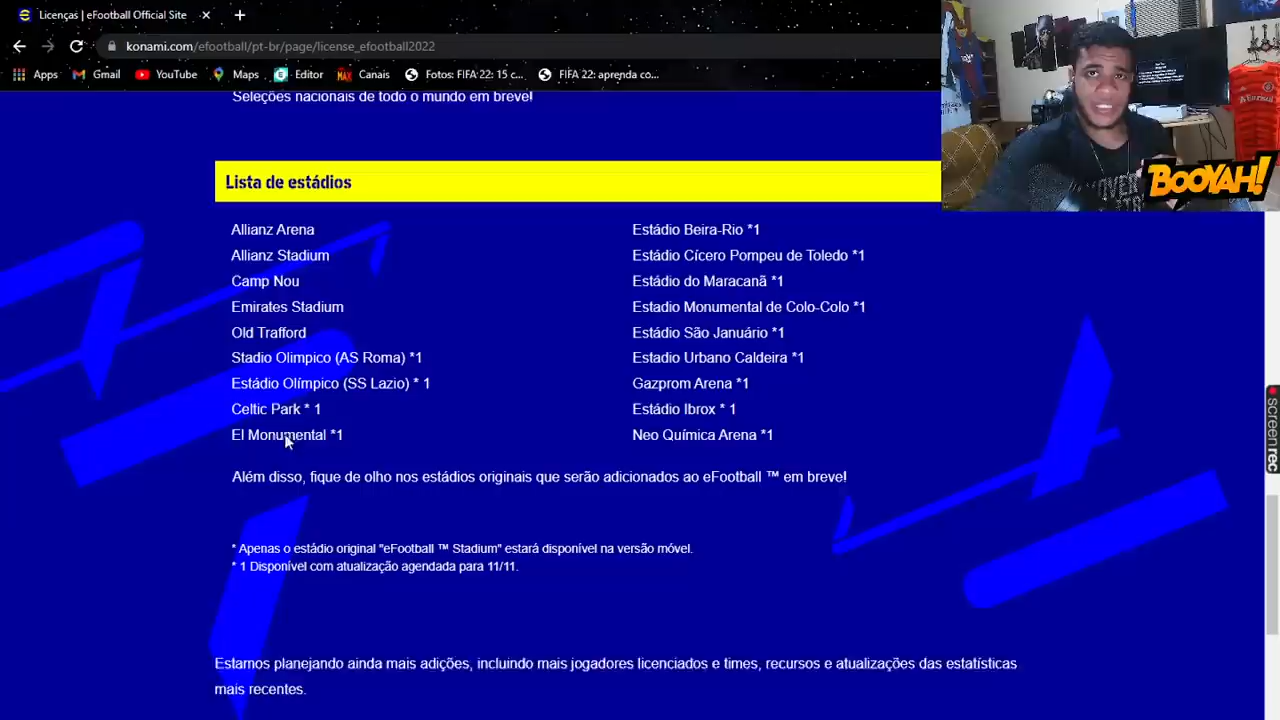 Licenças | eFootball Official Site
konami.com/efootball/pt-br/page/license_efootball2022
Apps
Gmail
YouTube
Maps
Editor
Canais
Fotos: FIFA 22: 15 c...
FIFA 22: aprenda co...
Seleções nacionais de todo o mundo em breve!
BOOYAH!
Lista de estádios
Allianz Arena
Allianz Stadium
Camp Nou
Emirates Stadium
Old Trafford
Stadio Olimpico (AS Roma) *1
Estádio Olímpico (SS Lazio) * 1
Celtic Park * 1
El Monumental *1
Estádio Beira-Rio *1
Estádio Cícero Pompeu de Toledo *1
Estádio do Maracanã *1
Estadio Monumental de Colo-Colo *1
Estádio São Januário *1
Estadio Urbano Caldeira *1
Gazprom Arena *1
Estádio Ibrox * 1
Neo Química Arena *1
Além disso, fique de olho nos estádios originais que serão adicionados ao eFootball ™ em breve!
* Apenas o estádio original "eFootball ™ Stadium" estará disponível na versão móvel.
* 1 Disponível com atualização agendada para 11/11.
Estamos planejando ainda mais adições, incluindo mais jogadores licenciados e times, recursos e atualizações das estatísticas
mais recentes.
screenrec